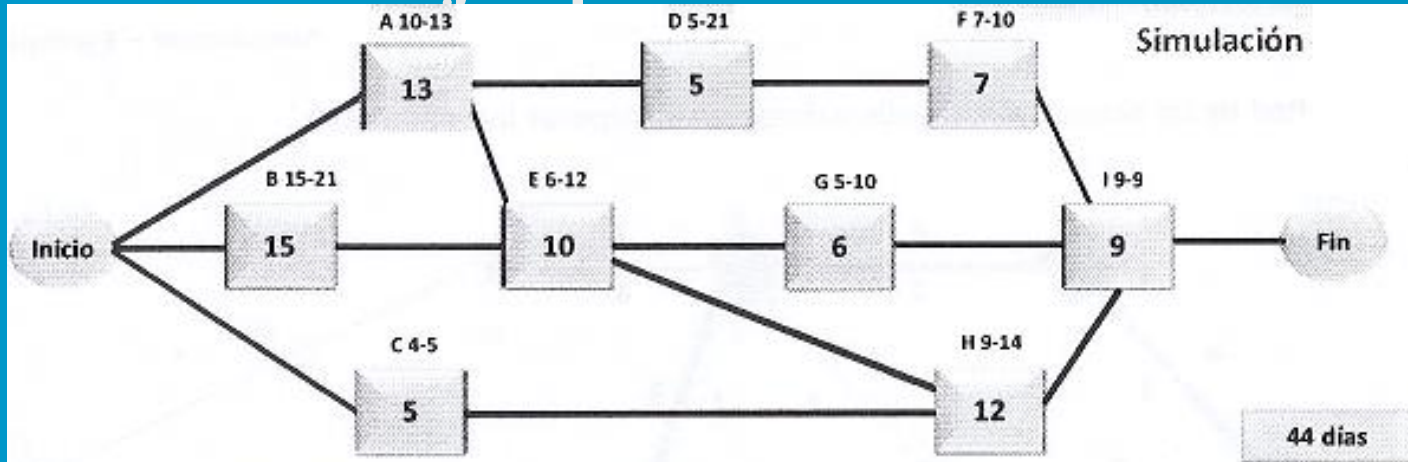 A 10-13
D 5-21
F 7-10
Simulación
13
5
7
B 15-21
E 6-12
G 5-10
I 9-9
Inicio
15
10
6
9
Fin
C 4-5
H 9-14
5
12
44 días